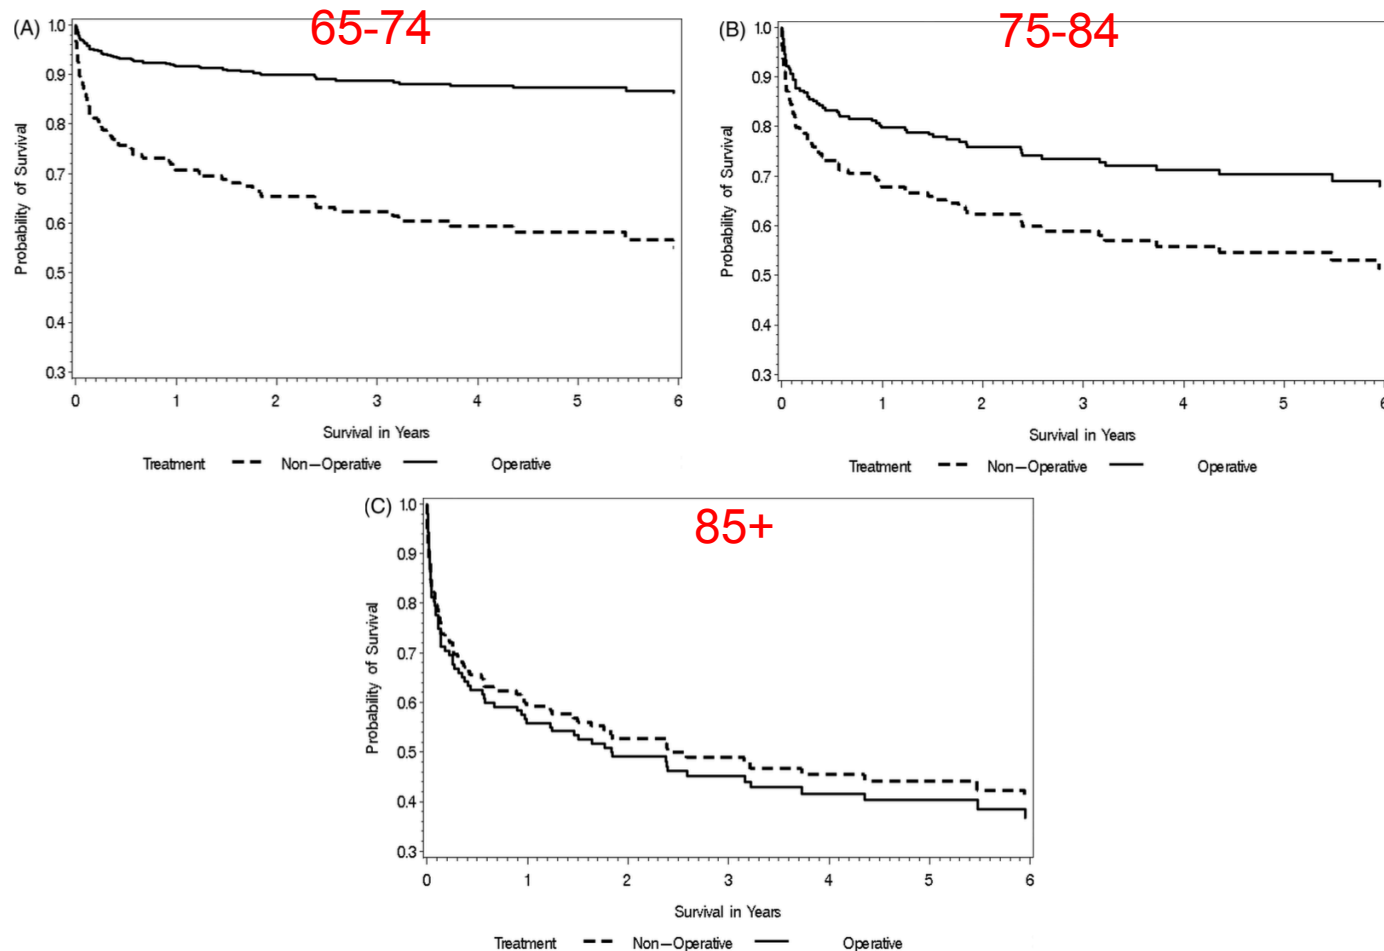 (A)
65-74
1.0
0.9
0.8
0.7
0.6
0.5
0.4
0.3
Probability of Survival
0 1 2 3 4 5 6
Survival in Years
Treatment Non–Operative Operative
(B)
75-84
1.0
0.9
0.8
0.7
0.6
0.5
0.4
0.3
Probability of Survival
0 1 2 3 4 5 6
Survival in Years
Treatment Non–Operative Operative
(C)
85+
1.0
0.9
0.8
0.7
0.6
0.5
0.4
0.3
Probability of Survival
0 1 2 3 4 5 6
Survival in Years
Treatment Non–Operative Operative